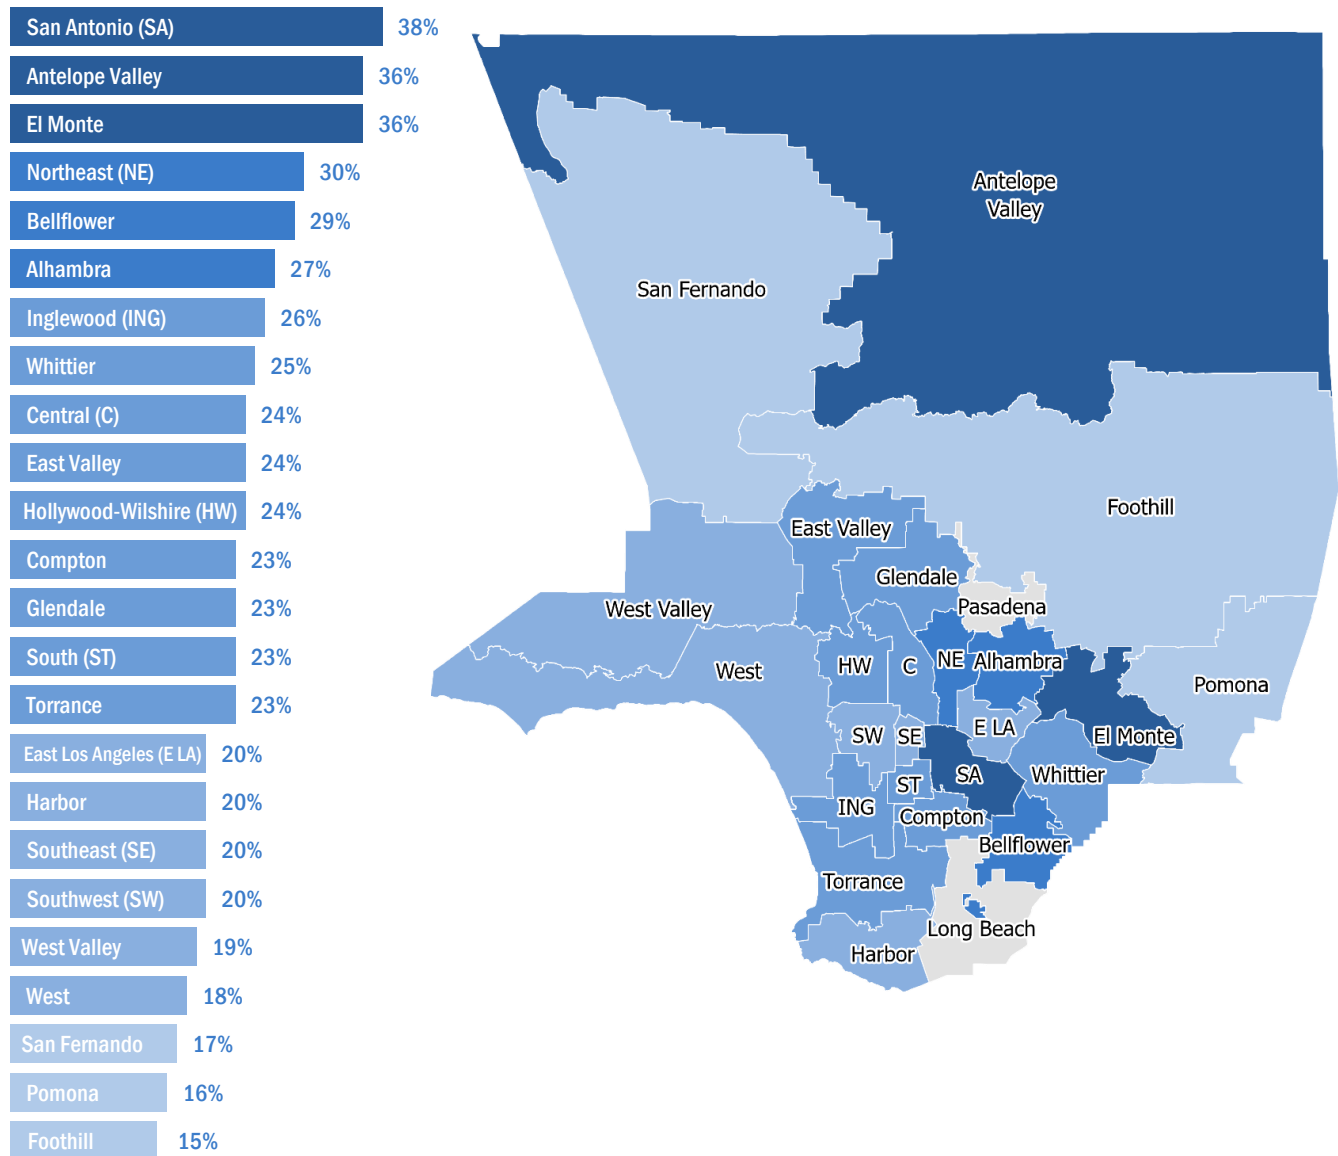 San Antonio (SA) 38%
Antelope Valley 36%
El Monte 36%
Northeast (NE) 30%
Bellflower 29%
Alhambra 27%
Inglewood (ING) 26%
Whittier 25%
Central (C) 24%
East Valley 24%
Hollywood-Wilshire (HW) 24%
Compton 23%
Glendale 23%
South (ST) 23%
Torrance 23%
East Los Angeles (E LA) 20%
Harbor 20%
Southeast (SE) 20%
Southwest (SW) 20%
West Valley 19%
West 18%
San Fernando 17%
Pomona 16%
Foothill 15%
Antelope
Valley
San Fernando
Foothill
East Valley
Glendale
Pasadena
West Valley
West
HW
C
NE
Alhambra
Pomona
SW
SE
E LA
El Monte
SA
Whittier
ST
ING
Compton
Bellflower
Torrance
Long Beach
Harbor